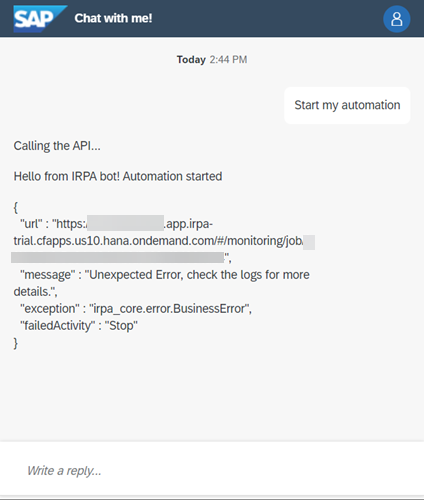 SAP Chat with me!
Today 2:44 PM
Start my automation
Calling the API...
Hello from IRPA bot! Automation started
{
"url" : "https:/ .app.irpa-
trial.cfapps.us10.hana.ondemand.com/#/monitoring/job/
",
"message" : "Unexpected Error, check the logs for more
details.",
"exception" : "irpa_core.error.BusinessError",
"failedActivity" : "Stop"
}
Write a reply...